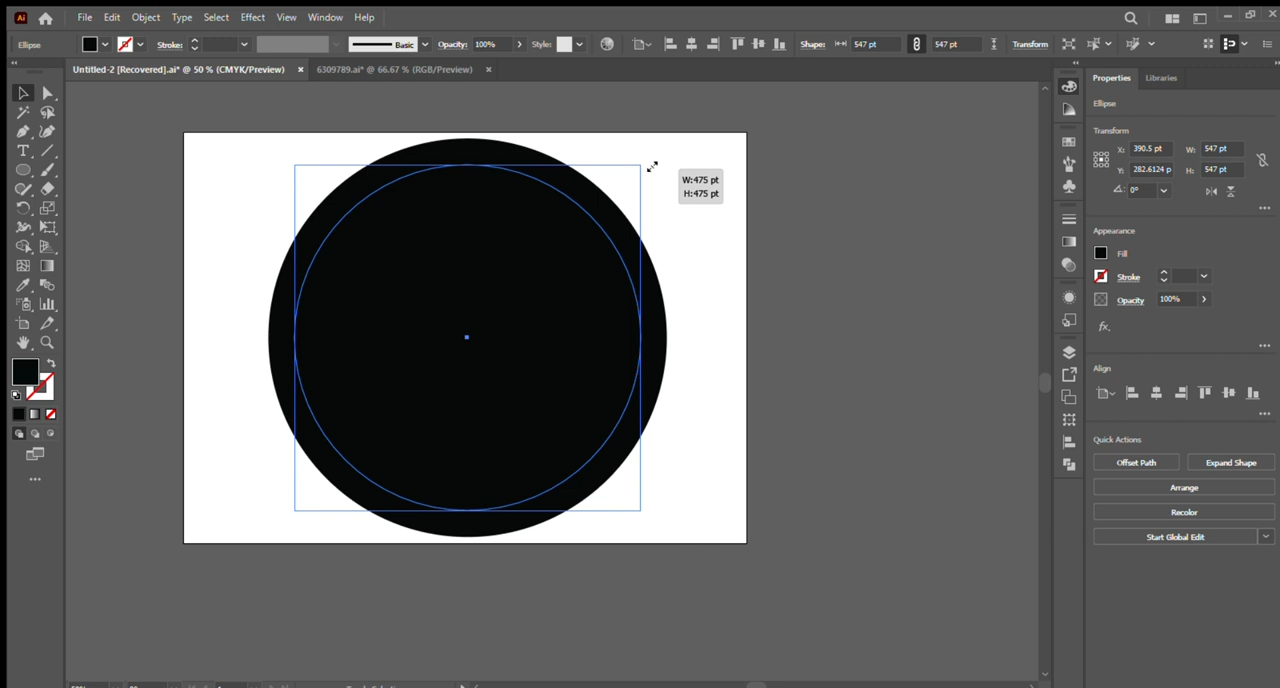 Ai File Edit Object Type Select Effect View Window Help
Ellipse Stroke: Basic Opacity: 100% Style: Shape: 547 pt 547 pt Transform
Untitled-2 [Recovered].ai* @ 50 % (CMYK/Preview) × 6309789.ai* @ 66.67 % (RGB/Preview) ×
Properties Libraries
Ellipse
Transform
X: 390.5 pt W: 547 pt
Y: 282.6124 p H: 547 pt
0°
W:475 pt
H:475 pt
Appearance
Fill
Stroke
Opacity 100%
fx.
Align
Quick Actions
Offset Path Expand Shape
Arrange
Recolor
Start Global Edit